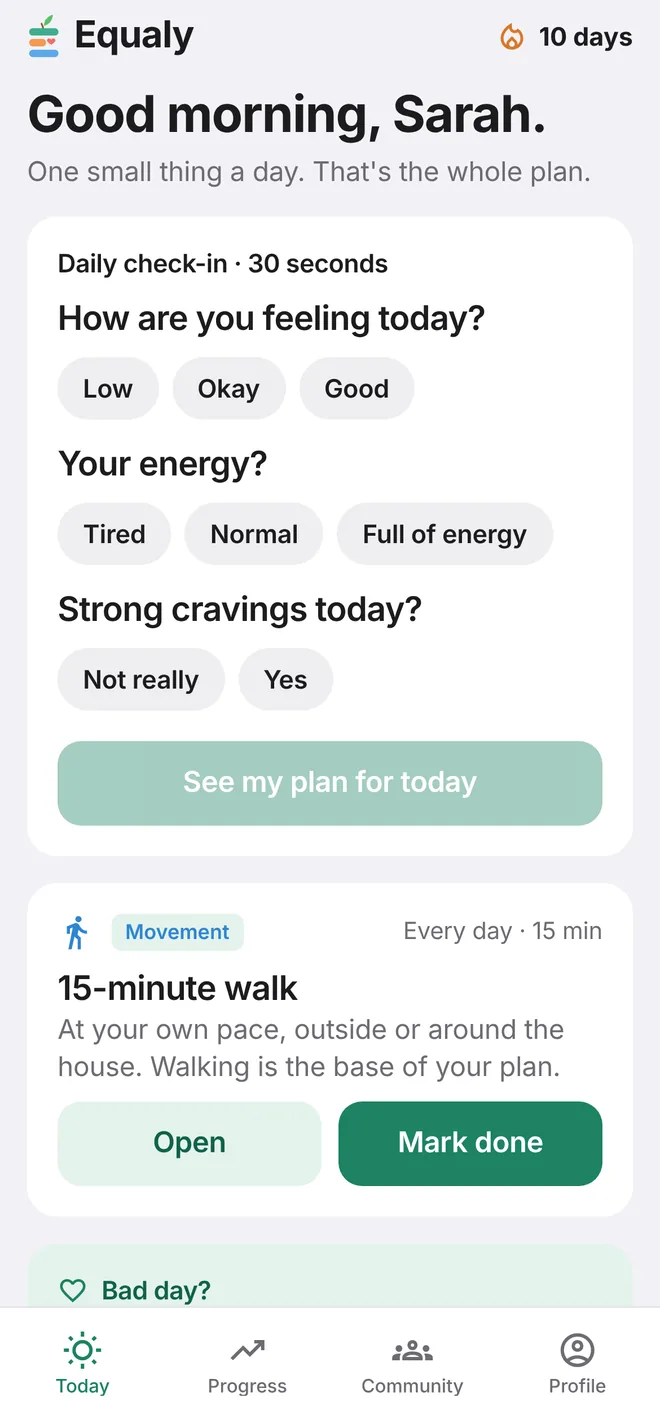 Equaly
10 days
Good morning, Sarah.
One small thing a day. That's the whole plan.
Daily check-in · 30 seconds
How are you feeling today?
Low
Okay
Good
Your energy?
Tired
Normal
Full of energy
Strong cravings today?
Not really
Yes
See my plan for today
Movement
Every day · 15 min
15-minute walk
At your own pace, outside or around the
house. Walking is the base of your plan.
Open
Mark done
Bad day?
Today
Progress
Community
Profile